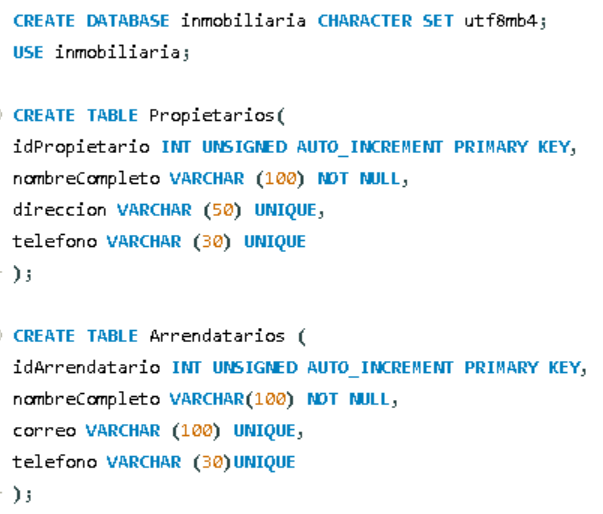 CREATE DATABASE inmobiliaria CHARACTER SET utf8mb4;
USE inmobiliaria;
CREATE TABLE Propietarios(
idPropietario INT UNSIGNED AUTO_INCREMENT PRIMARY KEY,
nombreCompleto VARCHAR (100) NOT NULL,
direccion VARCHAR (50) UNIQUE,
telefono VARCHAR (30) UNIQUE
);
CREATE TABLE Arrendatarios (
idArrendatario INT UNSIGNED AUTO_INCREMENT PRIMARY KEY,
nombreCompleto VARCHAR(100) NOT NULL,
correo VARCHAR (100) UNIQUE,
telefono VARCHAR (30)UNIQUE
);